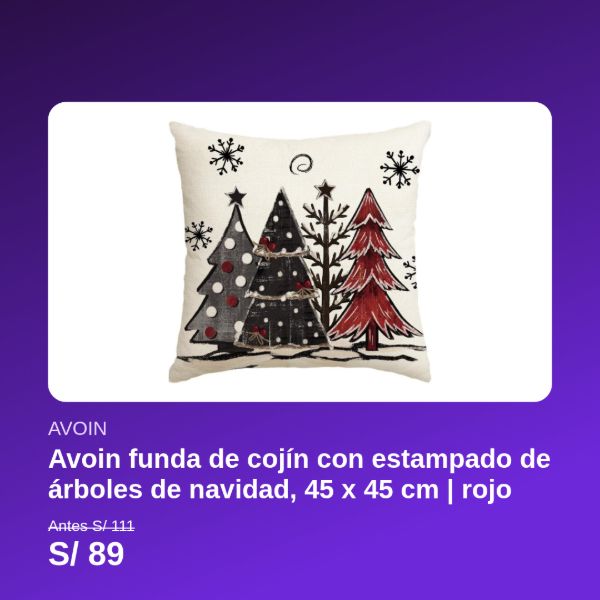 AVOIN
Avoin funda de cojín con estampado de
árboles de navidad, 45 x 45 cm | rojo
Antes S/ 111
S/ 89